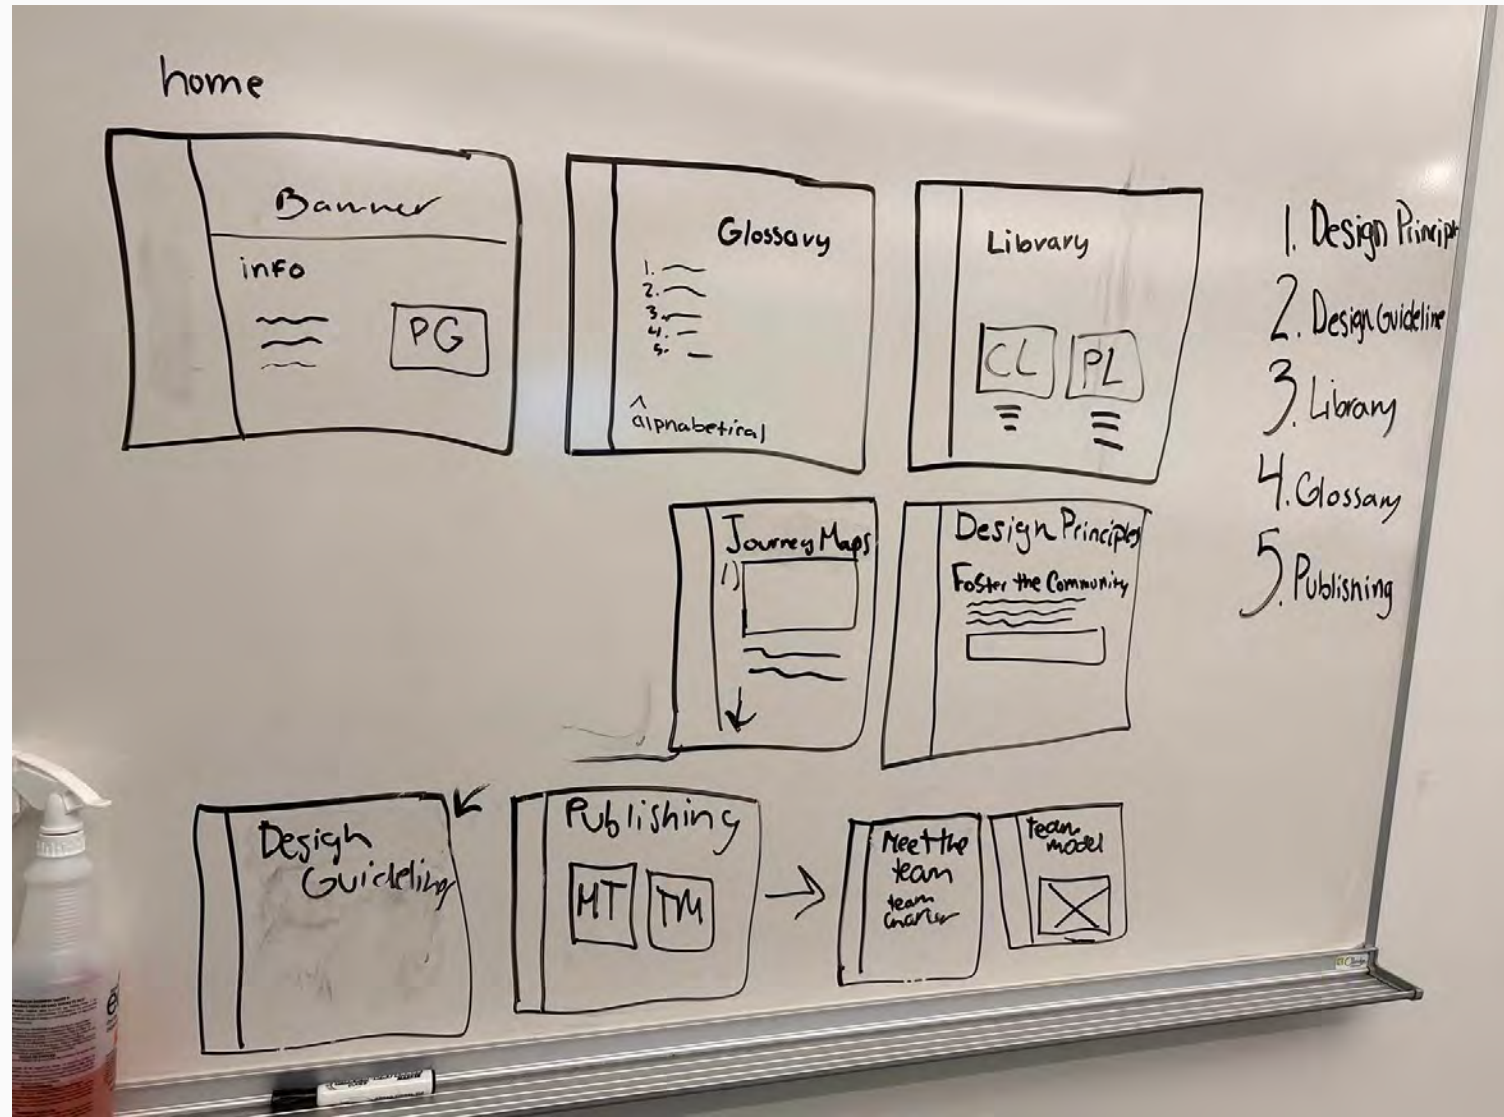 home
Banner
info
PG
Glossary
1.
2.
3.
4.
5.
^
alphabetical
Library
CL
PL
Journey Maps
1)
Design Principles
Foster the Community
Design
Guideline
Publishing
MT
TM
Meet the
team
team
charter
team
model
1. Design Principl
2. Design Guideline
3. Library
4. Glossary
5. Publishing